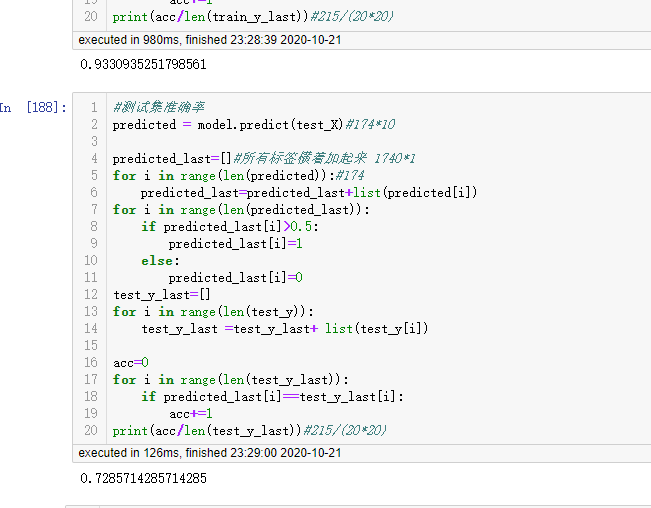 20 print(acc/len(train_y_last))#215/(20*20)
executed in 980ms, finished 23:28:39 2020-10-21
0.9330935251798561
In [188]:
1 #测试集准确率
2 predicted = model.predict(test_X)#174*10
3
4 predicted_last=[]#所有标签横着加起来 1740*1
5 for i in range(len(predicted)):#174
6     predicted_last=predicted_last+list(predicted[i])
7 for i in range(len(predicted_last)):
8     if predicted_last[i]>0.5:
9         predicted_last[i]=1
10     else:
11         predicted_last[i]=0
12 test_y_last=[]
13 for i in range(len(test_y)):
14     test_y_last =test_y_last+ list(test_y[i])
15
16 acc=0
17 for i in range(len(test_y_last)):
18     if predicted_last[i]==test_y_last[i]:
19         acc+=1
20 print(acc/len(test_y_last))#215/(20*20)
executed in 126ms, finished 23:29:00 2020-10-21
0.7285714285714285